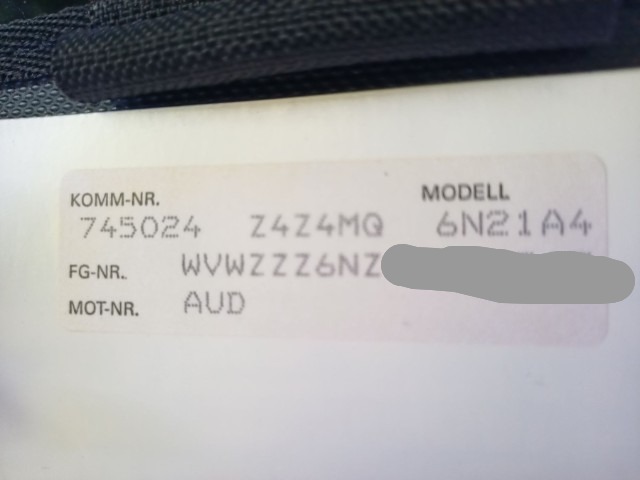 KOMM-NR. MODELL
745024 Z4Z4MQ 6N21A4
FG-NR. WVWZZZ6NZ
MOT-NR. AUD